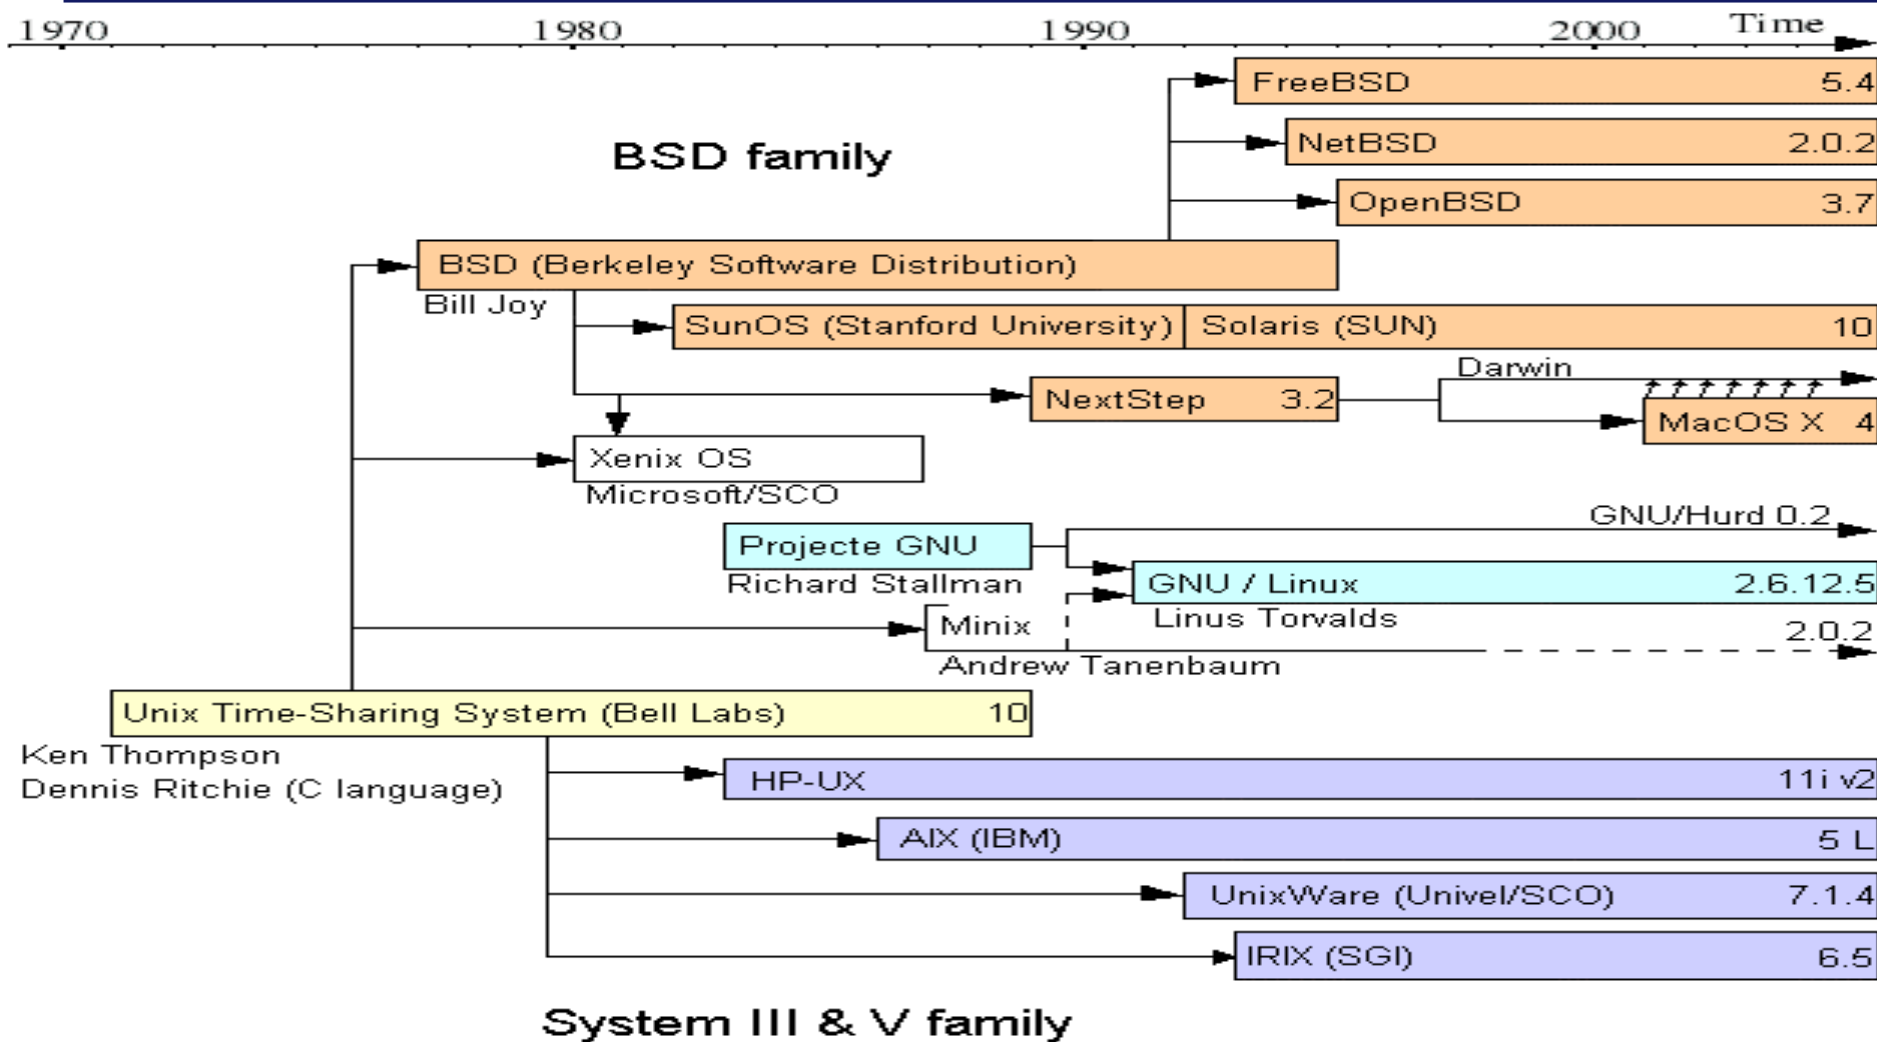 1970 1980 1990 2000 Time
FreeBSD 5.4
BSD family
NetBSD 2.0.2
OpenBSD 3.7
BSD (Berkeley Software Distribution)
Bill Joy
SunOS (Stanford University) Solaris (SUN) 10
Darwin
NextStep 3.2
MacOS X 4
Xenix OS
Microsoft/SCO
GNU/Hurd 0.2
Projecte GNU
Richard Stallman
GNU / Linux 2.6.12.5
Linus Torvalds
Minix 2.0.2
Andrew Tanenbaum
Unix Time-Sharing System (Bell Labs) 10
Ken Thompson
Dennis Ritchie (C language)
HP-UX 11i v2
AIX (IBM) 5 L
UnixWare (Univel/SCO) 7.1.4
IRIX (SGI) 6.5
System III & V family